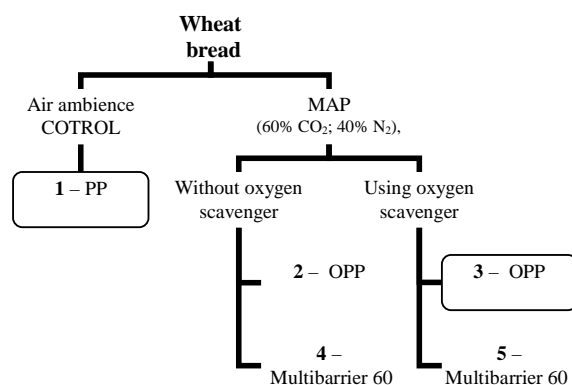 Wheat
bread
Air ambience
COTROL
MAP
(60% CO₂; 40% N₂),
1 – PP
Without oxygen
scavenger
Using oxygen
scavenger
2 – OPP
3 – OPP
4 –
Multibarrier 60
5 –
Multibarrier 60